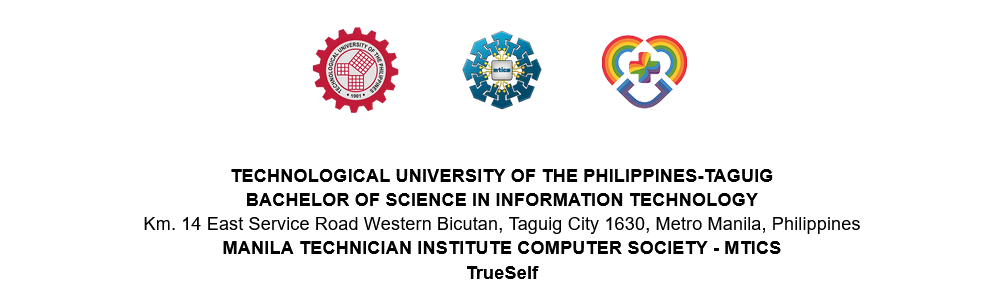 TECHNOLOGICAL UNIVERSITY OF THE PHILIPPINES
1901
mtics
TECHNOLOGICAL UNIVERSITY OF THE PHILIPPINES-TAGUIG
BACHELOR OF SCIENCE IN INFORMATION TECHNOLOGY
Km. 14 East Service Road Western Bicutan, Taguig City 1630, Metro Manila, Philippines
MANILA TECHNICIAN INSTITUTE COMPUTER SOCIETY - MTICS
TrueSelf